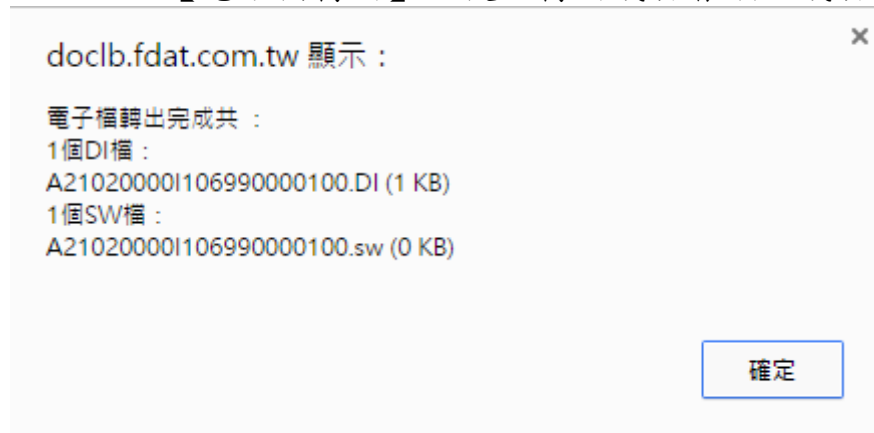 doclb.fdat.com.tw 顯示：
電子檔轉出完成共 ：
1個DI檔：
A21020000I106990000100.DI (1 KB)
1個SW檔：
A21020000I106990000100.sw (0 KB)
確定